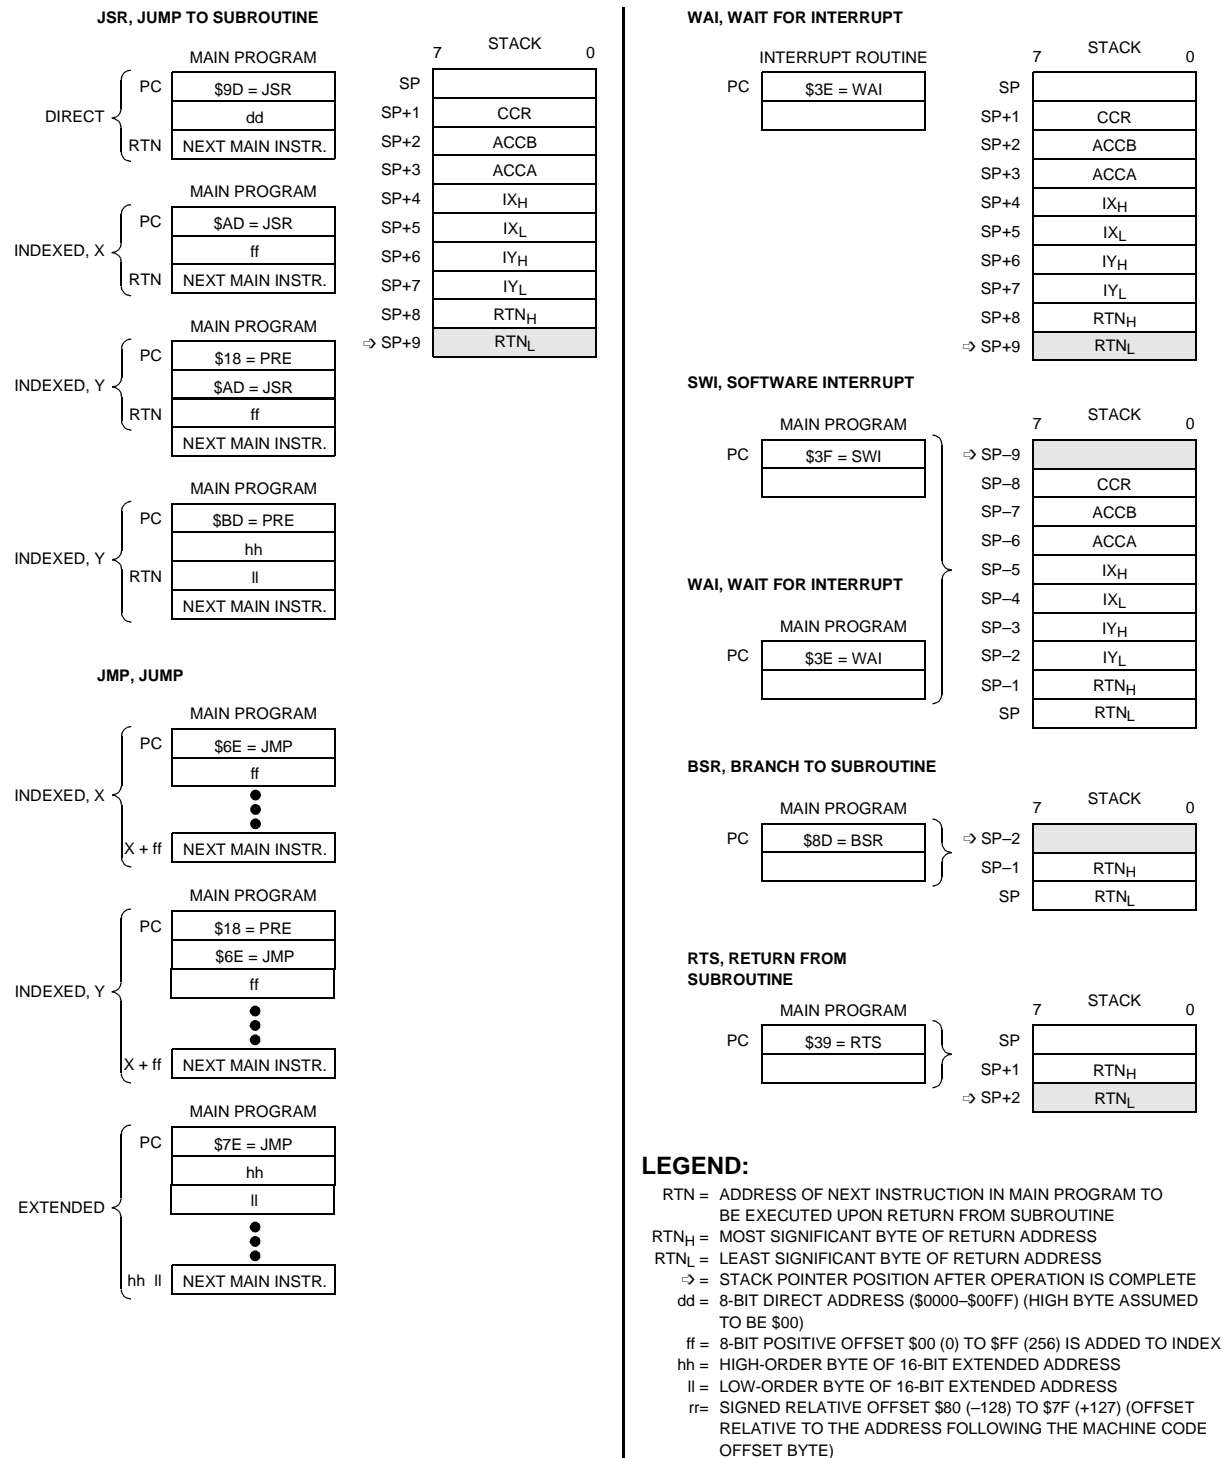 JSR, JUMP TO SUBROUTINE
MAIN PROGRAM
DIRECT
PC $9D = JSR
dd
RTN NEXT MAIN INSTR.
MAIN PROGRAM
INDEXED, X
PC $AD = JSR
ff
RTN NEXT MAIN INSTR.
MAIN PROGRAM
INDEXED, Y
PC $18 = PRE
$AD = JSR
RTN ff
NEXT MAIN INSTR.
MAIN PROGRAM
INDEXED, Y
PC $BD = PRE
hh
RTN ll
NEXT MAIN INSTR.
7 STACK 0
SP
SP+1 CCR
SP+2 ACCB
SP+3 ACCA
SP+4 IXH
SP+5 IXL
SP+6 IYH
SP+7 IYL
SP+8 RTNH
➩ SP+9 RTNL
JMP, JUMP
MAIN PROGRAM
INDEXED, X
PC $6E = JMP
ff
X + ff NEXT MAIN INSTR.
MAIN PROGRAM
INDEXED, Y
PC $18 = PRE
$6E = JMP
ff
X + ff NEXT MAIN INSTR.
MAIN PROGRAM
EXTENDED
PC $7E = JMP
hh
ll
hh ll NEXT MAIN INSTR.
WAI, WAIT FOR INTERRUPT
INTERRUPT ROUTINE
PC $3E = WAI
7 STACK 0
SP
SP+1 CCR
SP+2 ACCB
SP+3 ACCA
SP+4 IXH
SP+5 IXL
SP+6 IYH
SP+7 IYL
SP+8 RTNH
➩ SP+9 RTNL
SWI, SOFTWARE INTERRUPT
MAIN PROGRAM
PC $3F = SWI
WAI, WAIT FOR INTERRUPT
MAIN PROGRAM
PC $3E = WAI
7 STACK 0
➩ SP–9
SP–8 CCR
SP–7 ACCB
SP–6 ACCA
SP–5 IXH
SP–4 IXL
SP–3 IYH
SP–2 IYL
SP–1 RTNH
SP RTNL
BSR, BRANCH TO SUBROUTINE
MAIN PROGRAM
PC $8D = BSR
7 STACK 0
➩ SP–2
SP–1 RTNH
SP RTNL
RTS, RETURN FROM
SUBROUTINE
MAIN PROGRAM
PC $39 = RTS
7 STACK 0
SP
SP+1 RTNH
➩ SP+2 RTNL
LEGEND:
RTN = ADDRESS OF NEXT INSTRUCTION IN MAIN PROGRAM TO
BE EXECUTED UPON RETURN FROM SUBROUTINE
RTNH = MOST SIGNIFICANT BYTE OF RETURN ADDRESS
RTNL = LEAST SIGNIFICANT BYTE OF RETURN ADDRESS
➩ = STACK POINTER POSITION AFTER OPERATION IS COMPLETE
dd = 8-BIT DIRECT ADDRESS ($0000–$00FF) (HIGH BYTE ASSUMED
TO BE $00)
ff = 8-BIT POSITIVE OFFSET $00 (0) TO $FF (256) IS ADDED TO INDEX
hh = HIGH-ORDER BYTE OF 16-BIT EXTENDED ADDRESS
ll = LOW-ORDER BYTE OF 16-BIT EXTENDED ADDRESS
rr= SIGNED RELATIVE OFFSET $80 (–128) TO $7F (+127) (OFFSET
RELATIVE TO THE ADDRESS FOLLOWING THE MACHINE CODE
OFFSET BYTE)